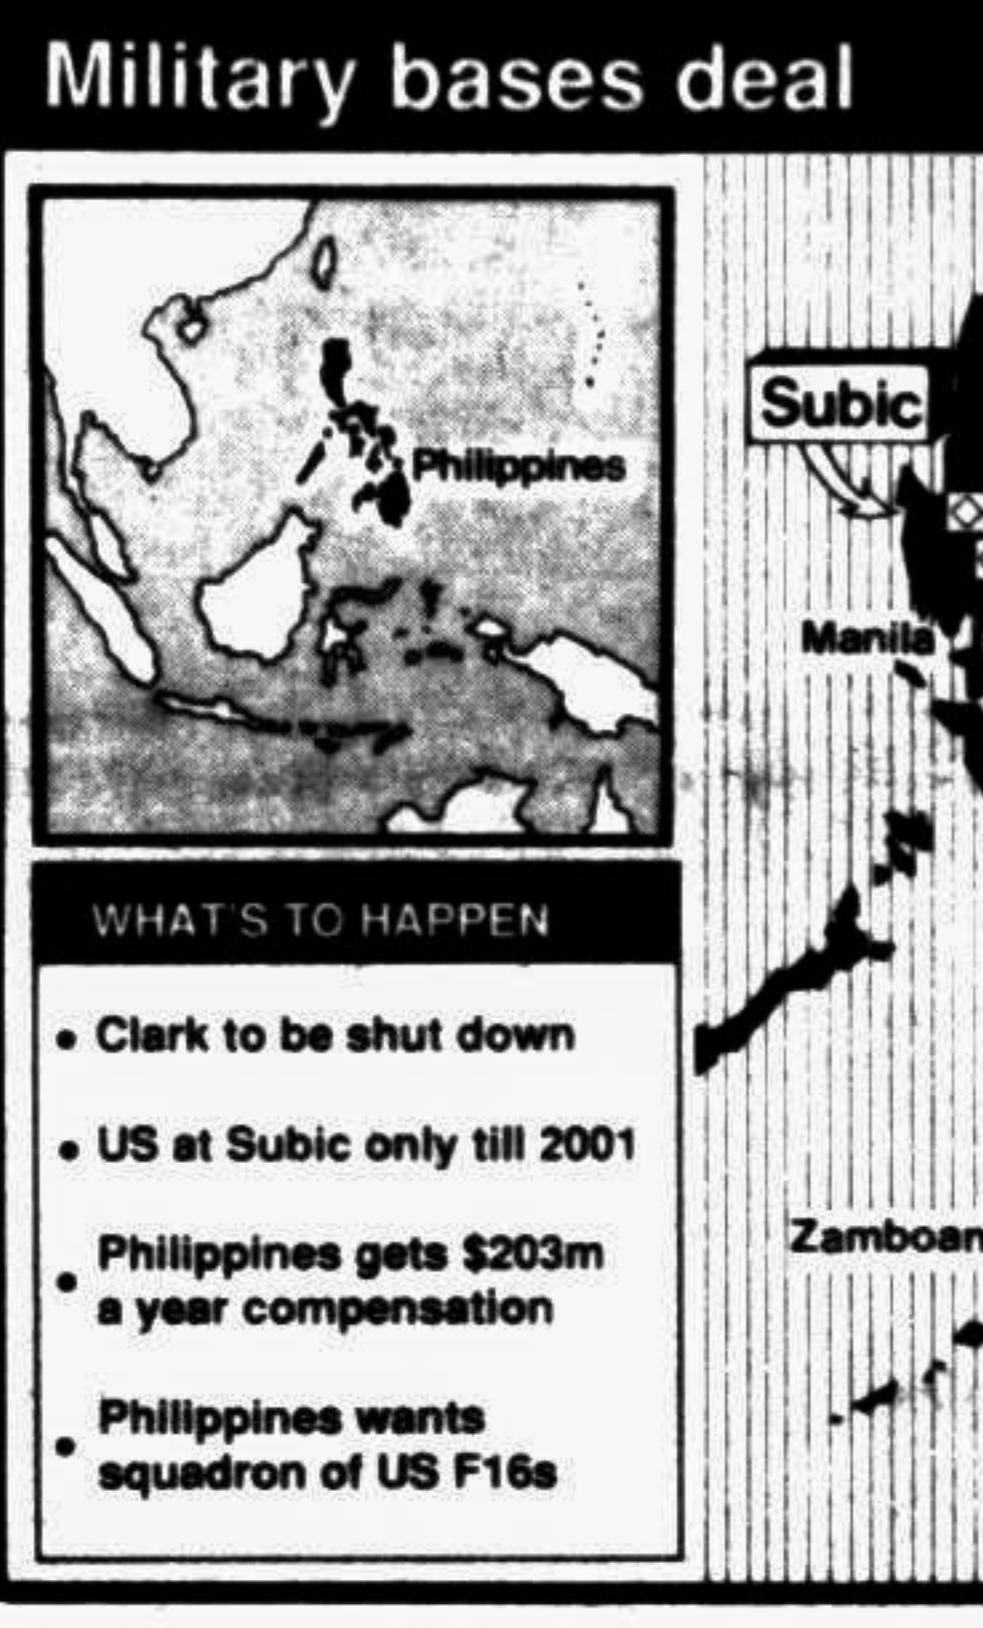 Military bases deal
Philippines
Subic
Manila
WHAT'S TO HAPPEN
• Clark to be shut down
• US at Subic only till 2001
• Philippines gets $203m
a year compensation
• Philippines wants
squadron of US F16s
Zamboan